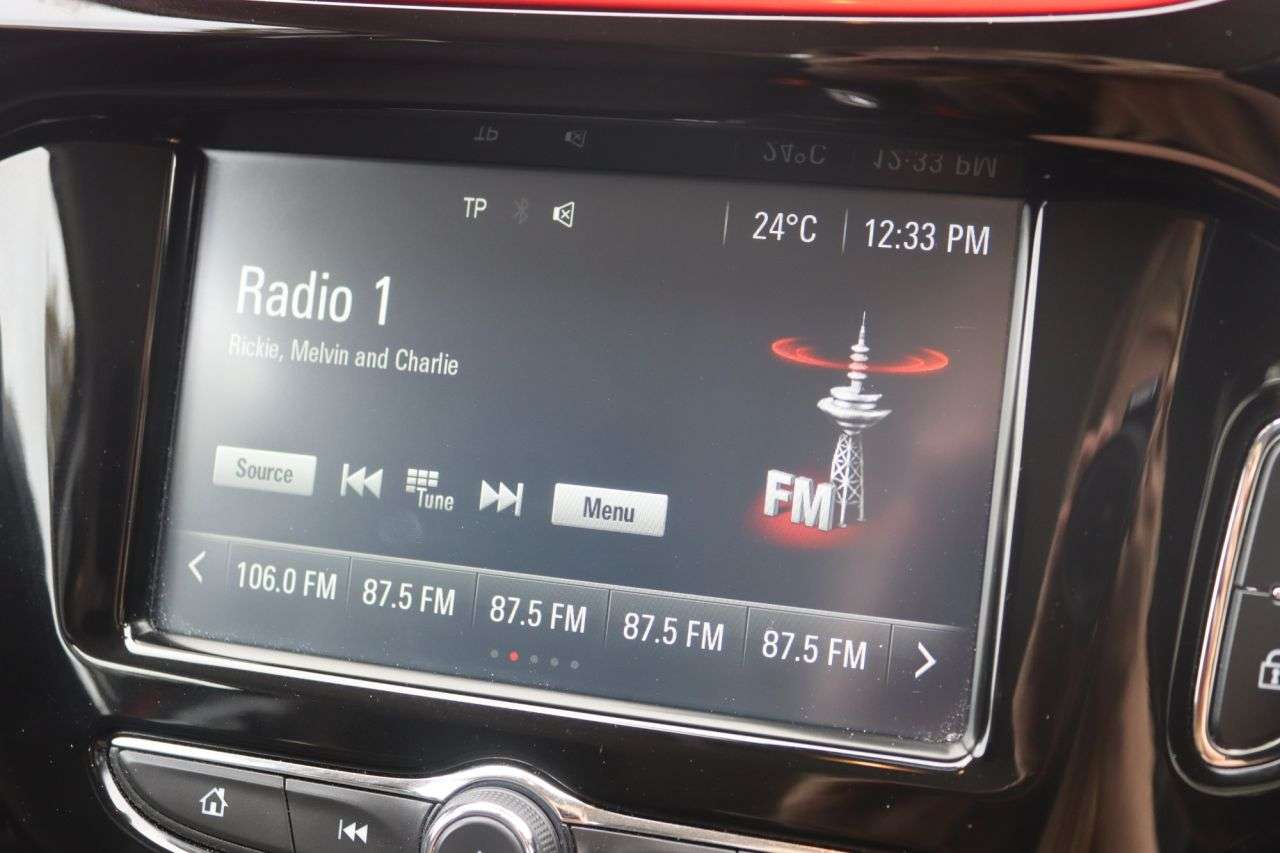 TP 24°C 12:33 PM
Radio 1
Rickie, Melvin and Charlie
Source Tune Menu
FM
106.0 FM 87.5 FM 87.5 FM 87.5 FM 87.5 FM